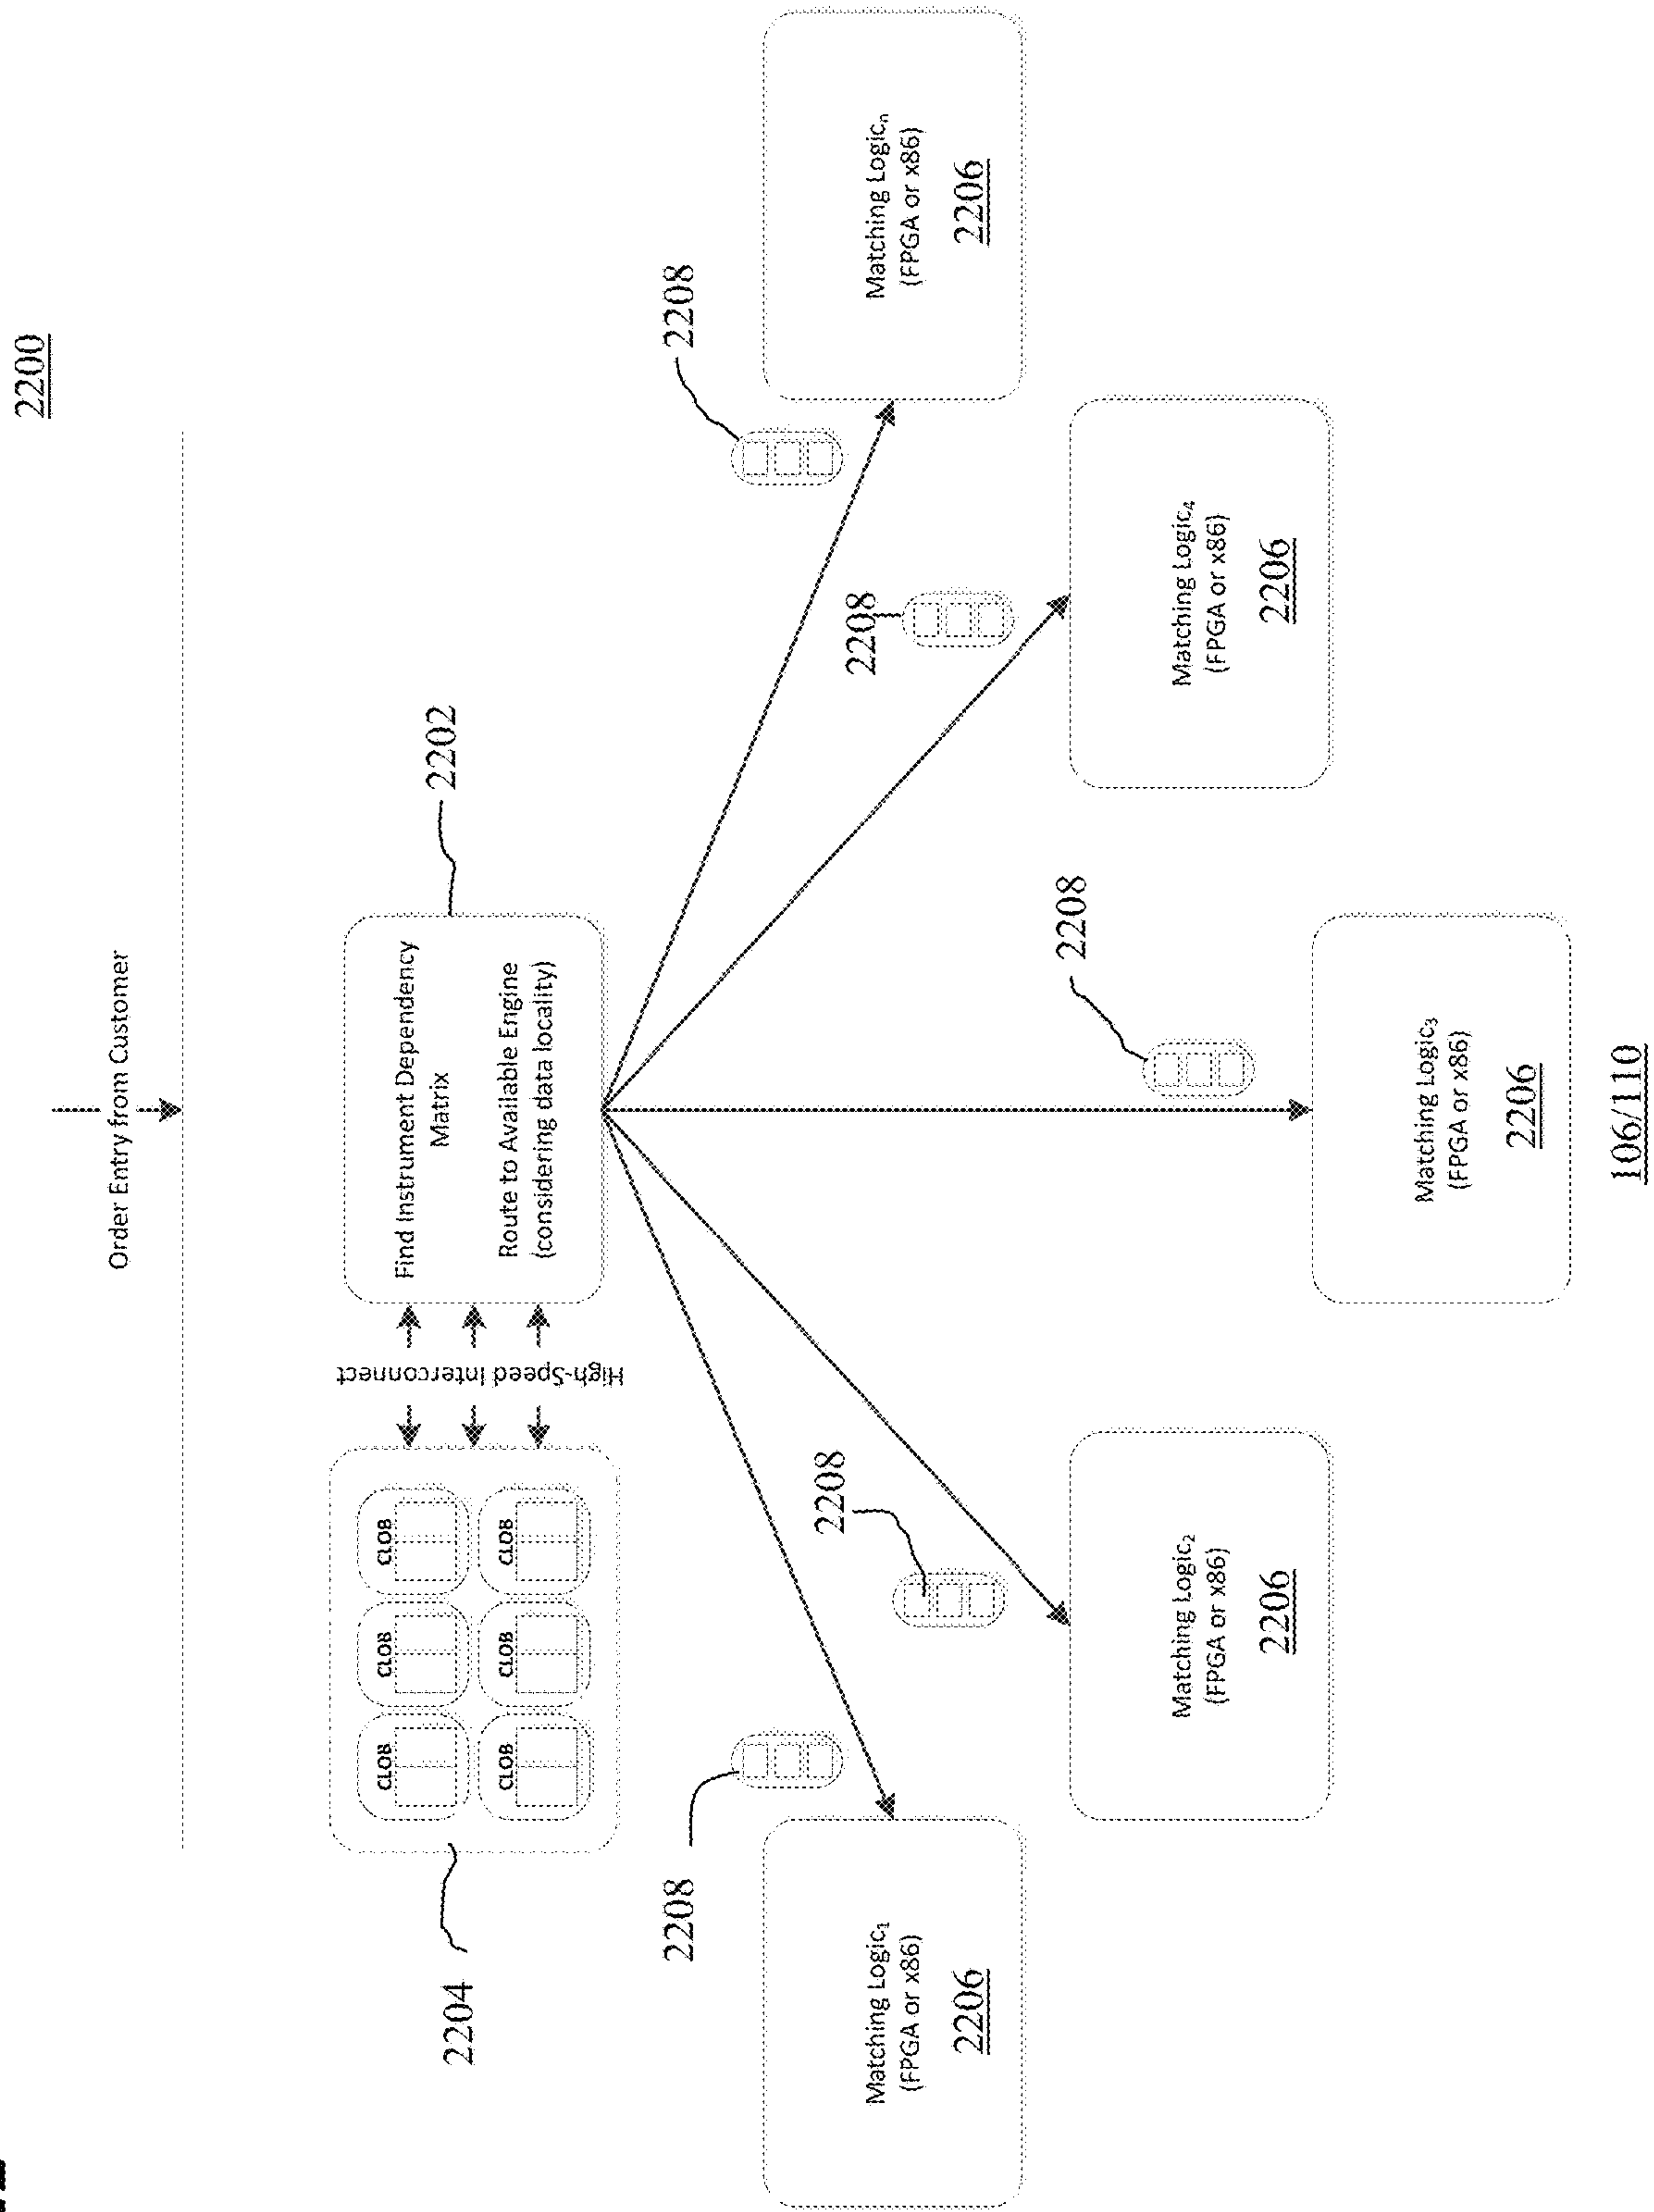 2200
Order Entry from Customer
2204
CLOB
CLOB
CLOB
CLOB
CLOB
CLOB
High-Speed Interconnect
Find Instrument Dependency
Matrix
Route to Available Engine
(considering data locality)
2202
2208
2208
2208
2208
2208
Matching Logic₁
(FPGA or x86)
2206
Matching Logic₂
(FPGA or x86)
2206
Matching Logic₃
(FPGA or x86)
2206
Matching Logic₄
(FPGA or x86)
2206
Matching Logicₙ
(FPGA or x86)
2206
106/110